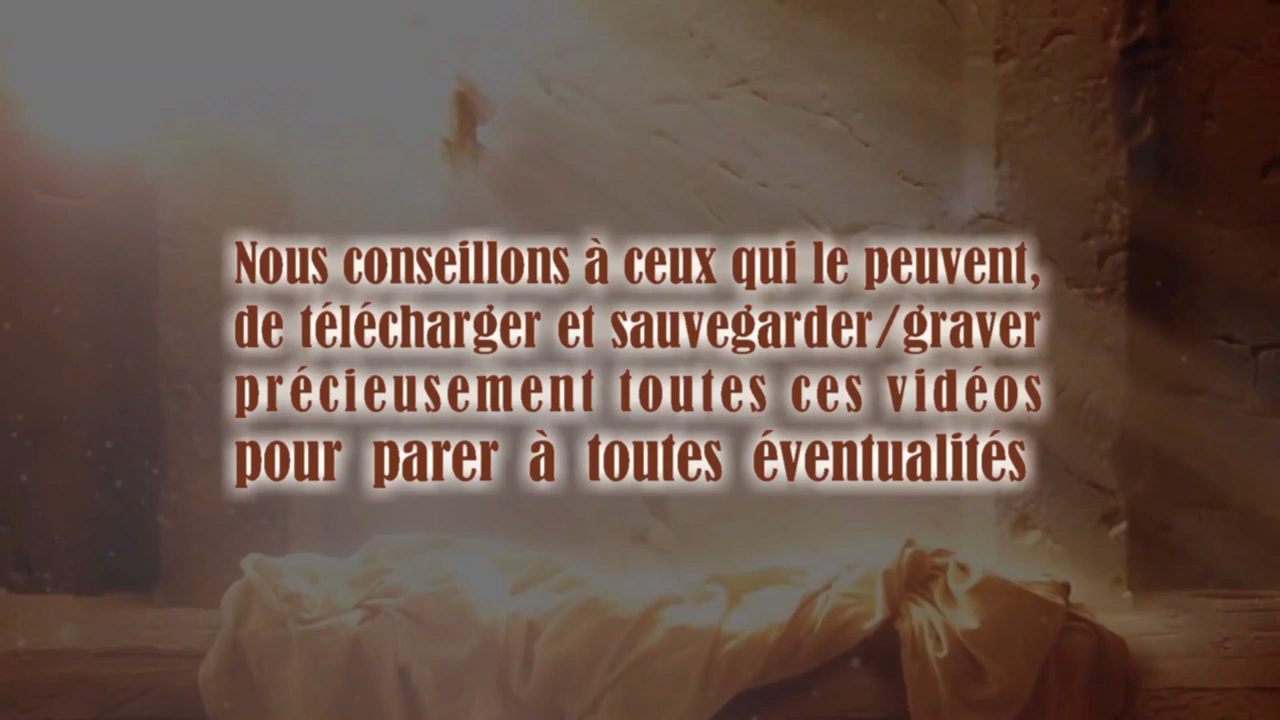 Nous conseillons à ceux qui le peuvent,
de télécharger et sauvegarder/graver
précieusement toutes ces vidéos
pour parer à toutes éventualités